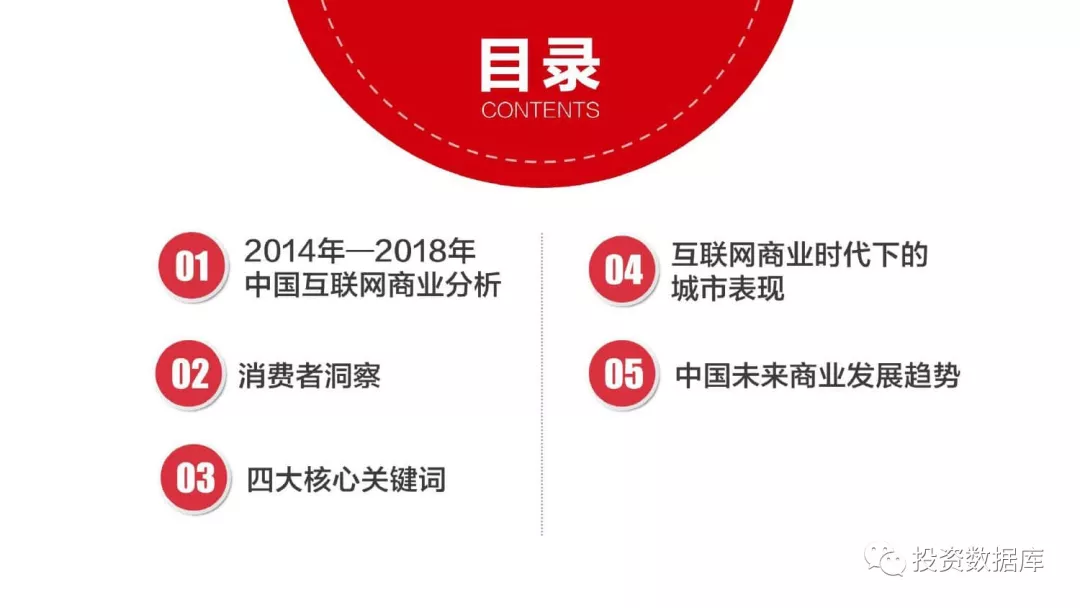 目录
CONTENTS
01
2014年—2018年
中国互联网商业分析
02
消费者洞察
03
四大核心关键词
04
互联网商业时代下的
城市表现
05
中国未来商业发展趋势
投资数据库